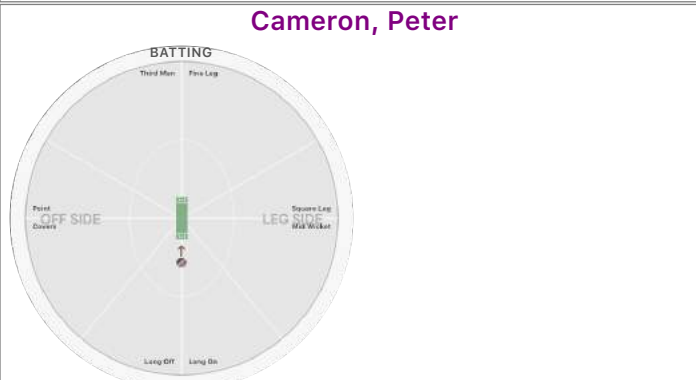 Cameron, Peter
BATTING
Third Man Fine Leg
Point Square Leg
OFF SIDE LEG SIDE
Covers Mid Wicket
Long Off Long On